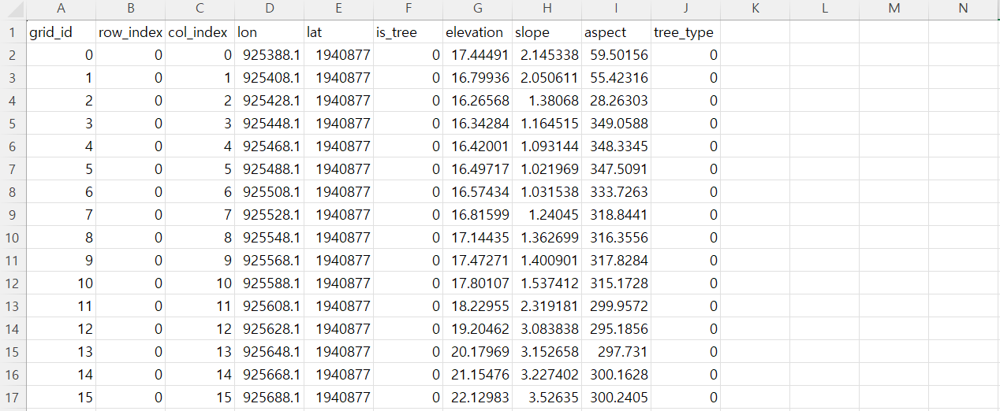 A B C D E F G H I J K L M N
1 grid_id row_index col_index lon lat is_tree elevation slope aspect tree_type
2 0 0 0 925388.1 1940877 0 17.44491 2.145338 59.50156 0
3 1 0 1 925408.1 1940877 0 16.79936 2.050611 55.42316 0
4 2 0 2 925428.1 1940877 0 16.26568 1.38068 28.26303 0
5 3 0 3 925448.1 1940877 0 16.34284 1.164515 349.0588 0
6 4 0 4 925468.1 1940877 0 16.42001 1.093144 348.3345 0
7 5 0 5 925488.1 1940877 0 16.49717 1.021969 347.5091 0
8 6 0 6 925508.1 1940877 0 16.57434 1.031538 333.7263 0
9 7 0 7 925528.1 1940877 0 16.81599 1.24045 318.8441 0
10 8 0 8 925548.1 1940877 0 17.14435 1.362699 316.3556 0
11 9 0 9 925568.1 1940877 0 17.47271 1.400901 317.8284 0
12 10 0 10 925588.1 1940877 0 17.80107 1.537412 315.1728 0
13 11 0 11 925608.1 1940877 0 18.22955 2.319181 299.9572 0
14 12 0 12 925628.1 1940877 0 19.20462 3.083838 295.1856 0
15 13 0 13 925648.1 1940877 0 20.17969 3.152658 297.731 0
16 14 0 14 925668.1 1940877 0 21.15476 3.227402 300.1628 0
17 15 0 15 925688.1 1940877 0 22.12983 3.52635 300.2405 0